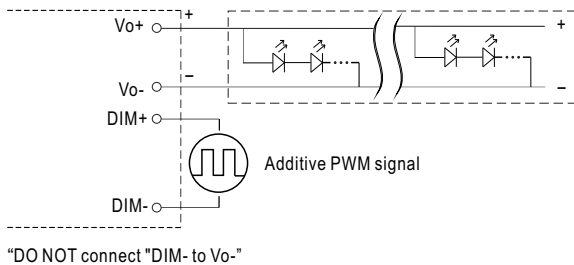 Vo+
+
+
Vo-
–
–
DIM+
Additive PWM signal
DIM-
“DO NOT connect "DIM- to Vo-”